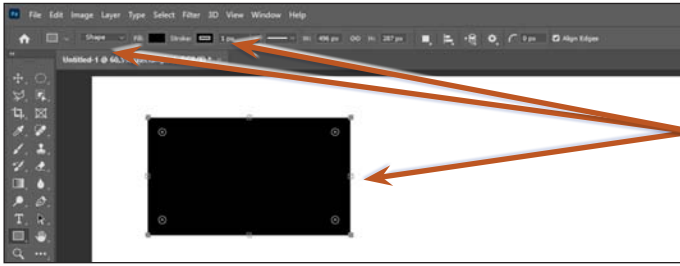 Ps File Edit Image Layer Type Select Filter 3D View Window Help
Shape Fill: Stroke: 1 px W: 496 px H: 287 px 0 px Align Edges
Untitled-1 @ 66,